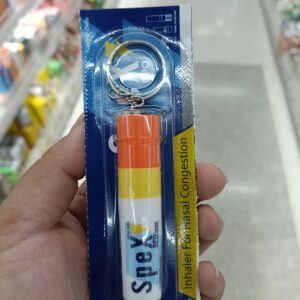 SpeX
Inhaler For Nasal Congestion